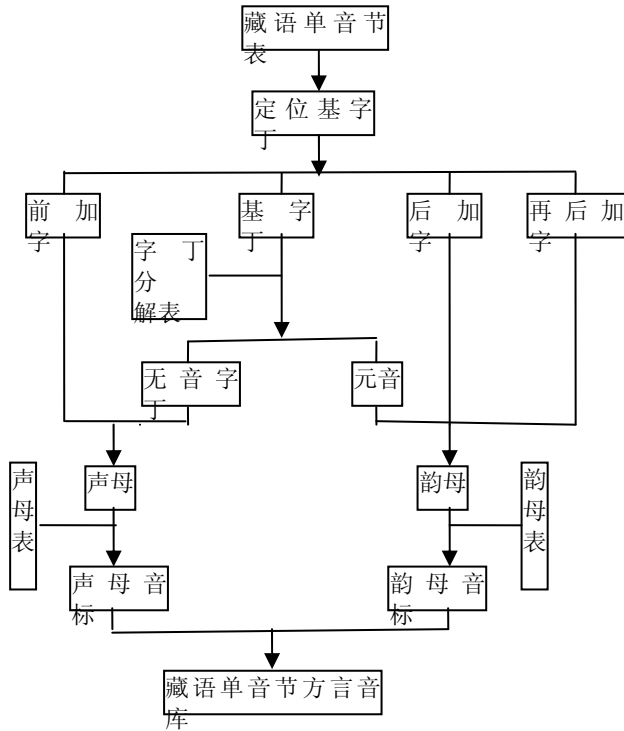 藏语单音节
表
定位基字
丁
前加
字
基字
丁
后加
字
再后加
字
字丁
分
解表
无音字
丁
元音
声
母
表
声母
韵母
韵
母
表
声母音
标
韵母音
标
藏语单音节方言音
库